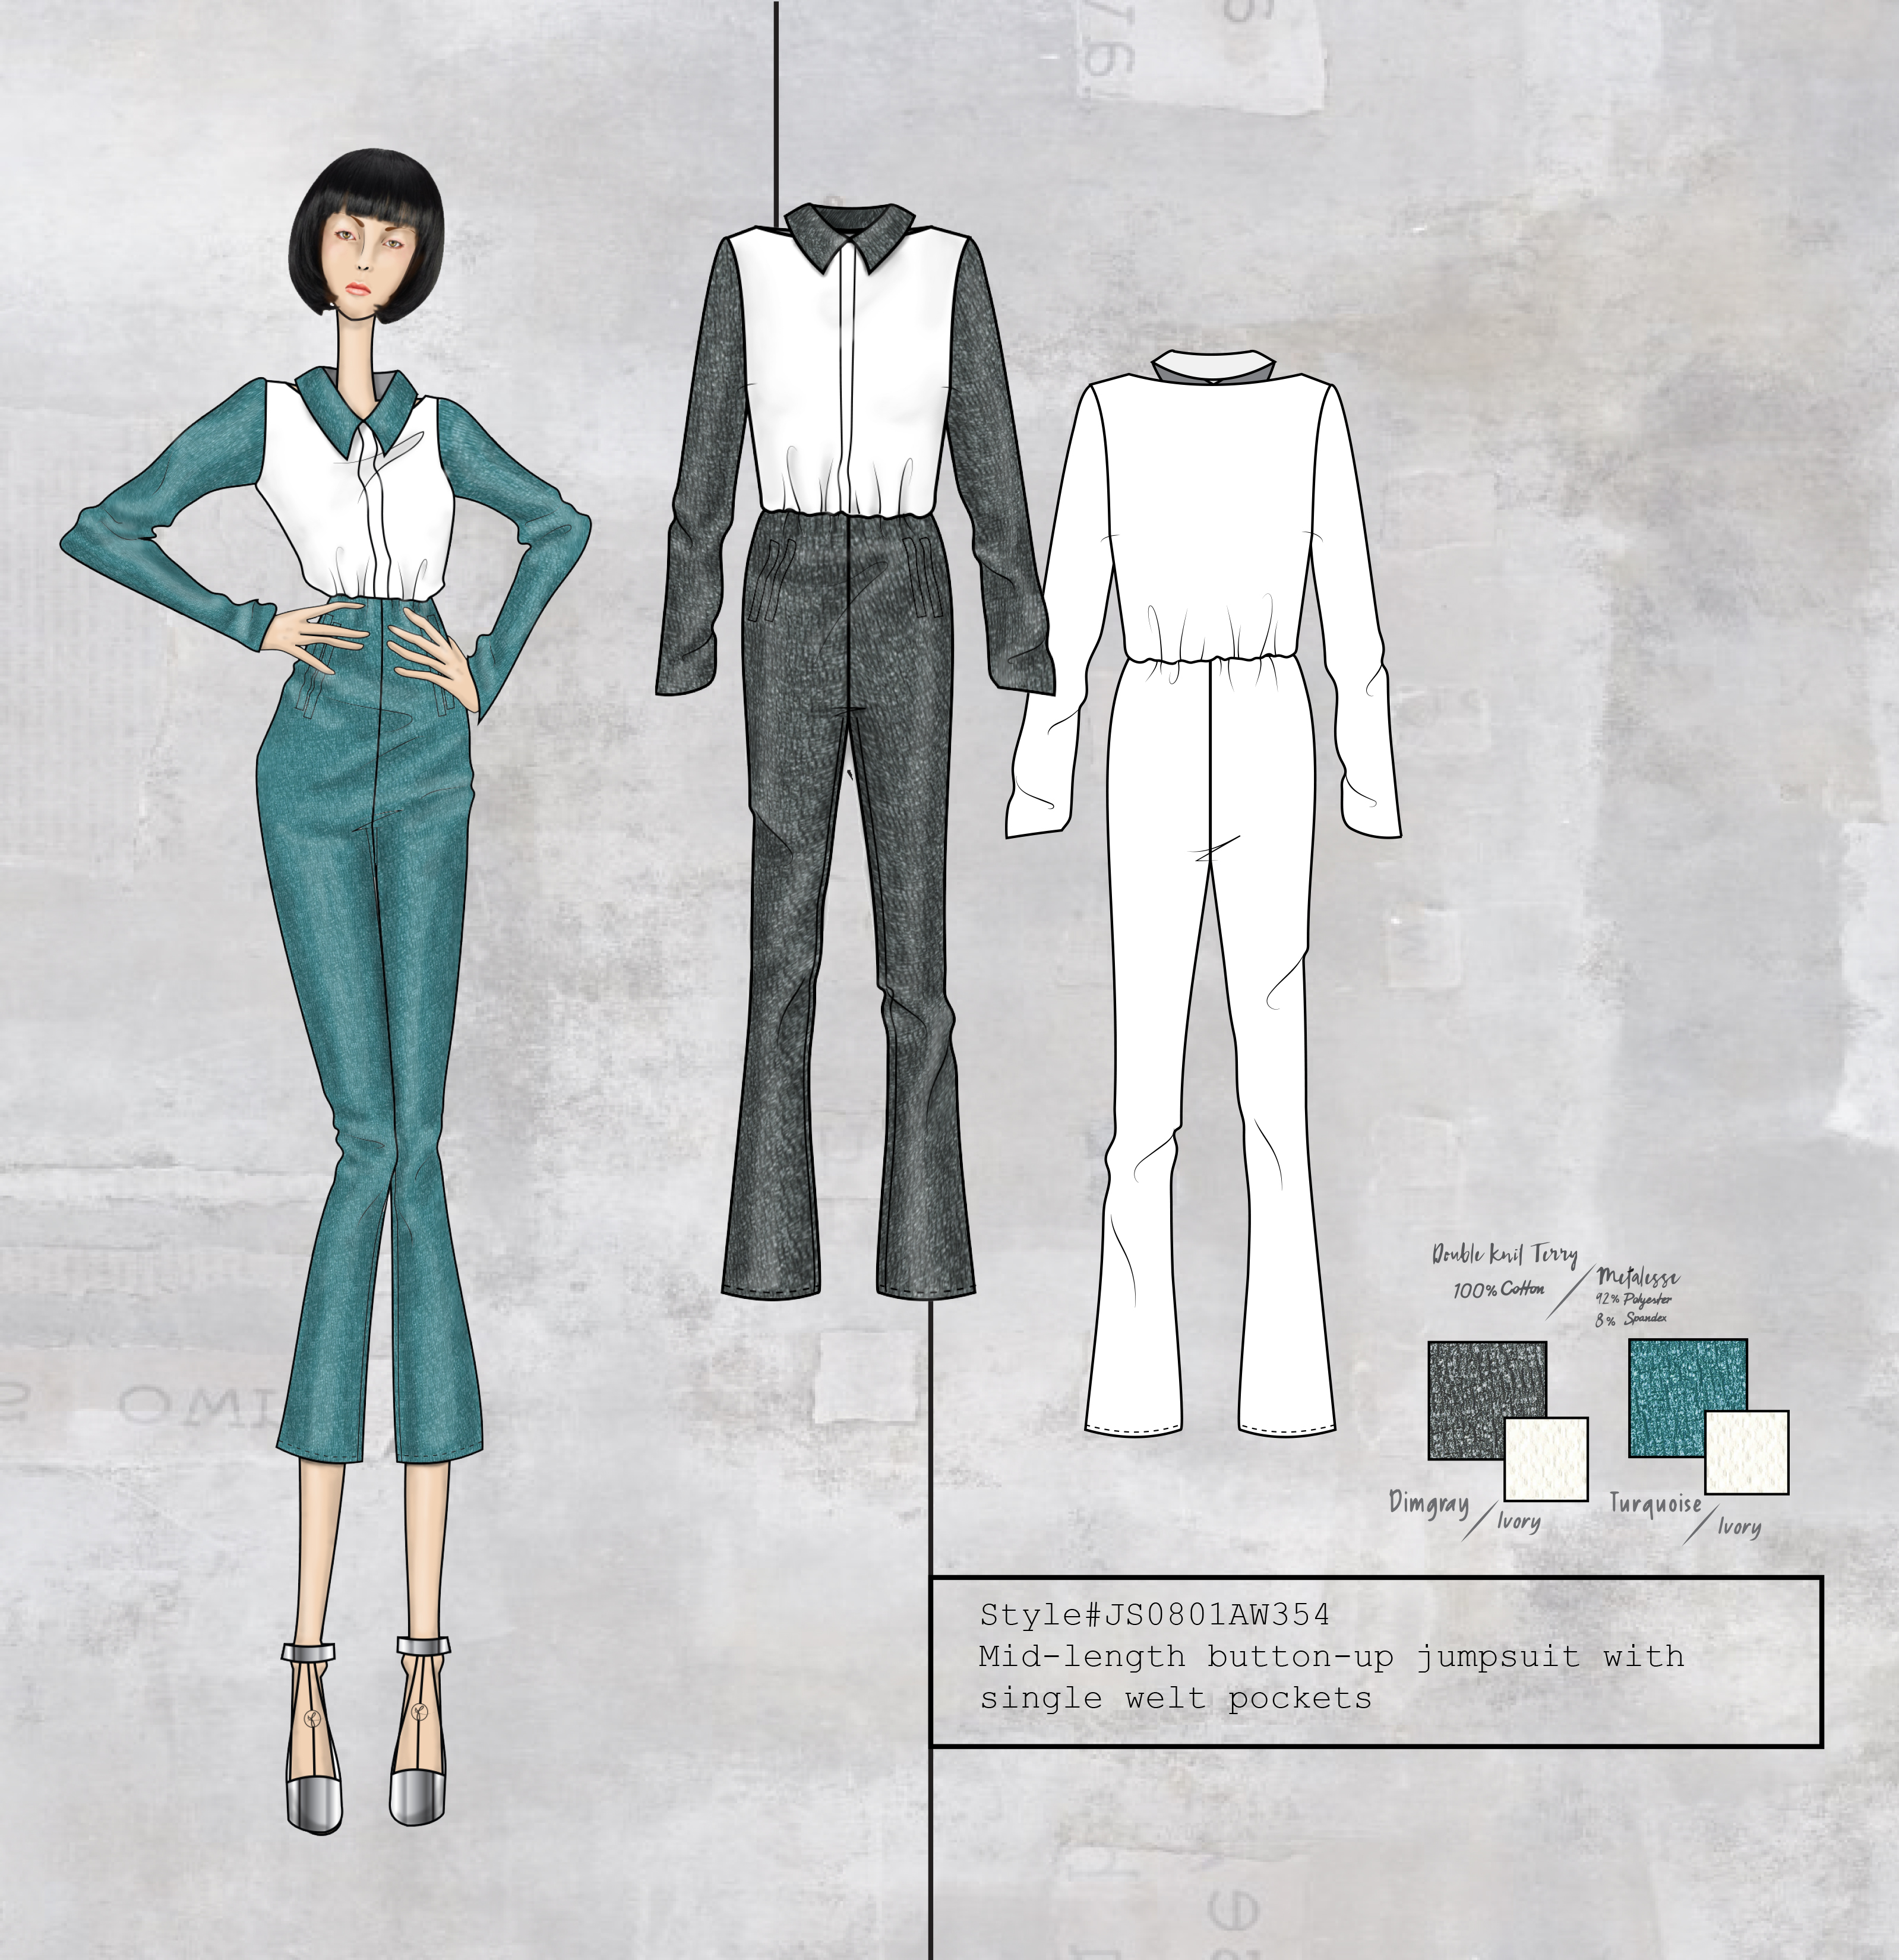 Double Knil Terry
100% Cotton
Metalesse
92% Polyester
8% Spandex
Dimgray
Ivory
Turquoise
Ivory
Style#JS0801AW354
Mid-length button-up jumpsuit with
single welt pockets